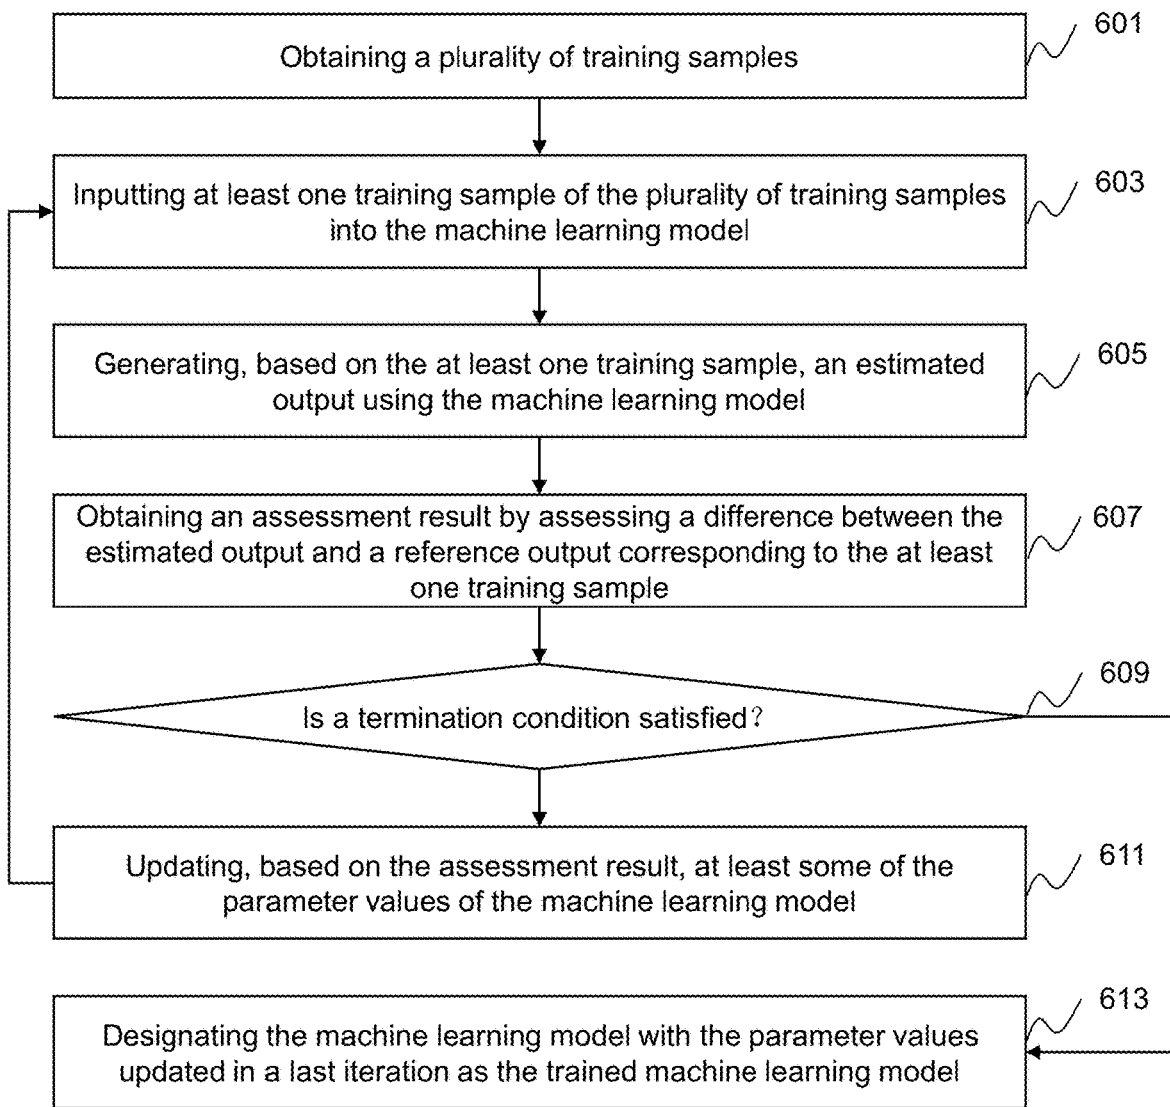 Obtaining a plurality of training samples
601
Inputting at least one training sample of the plurality of training samples
into the machine learning model
603
Generating, based on the at least one training sample, an estimated
output using the machine learning model
605
Obtaining an assessment result by assessing a difference between the
estimated output and a reference output corresponding to the at least
one training sample
607
Is a termination condition satisfied?
609
Updating, based on the assessment result, at least some of the
parameter values of the machine learning model
611
Designating the machine learning model with the parameter values
updated in a last iteration as the trained machine learning model
613